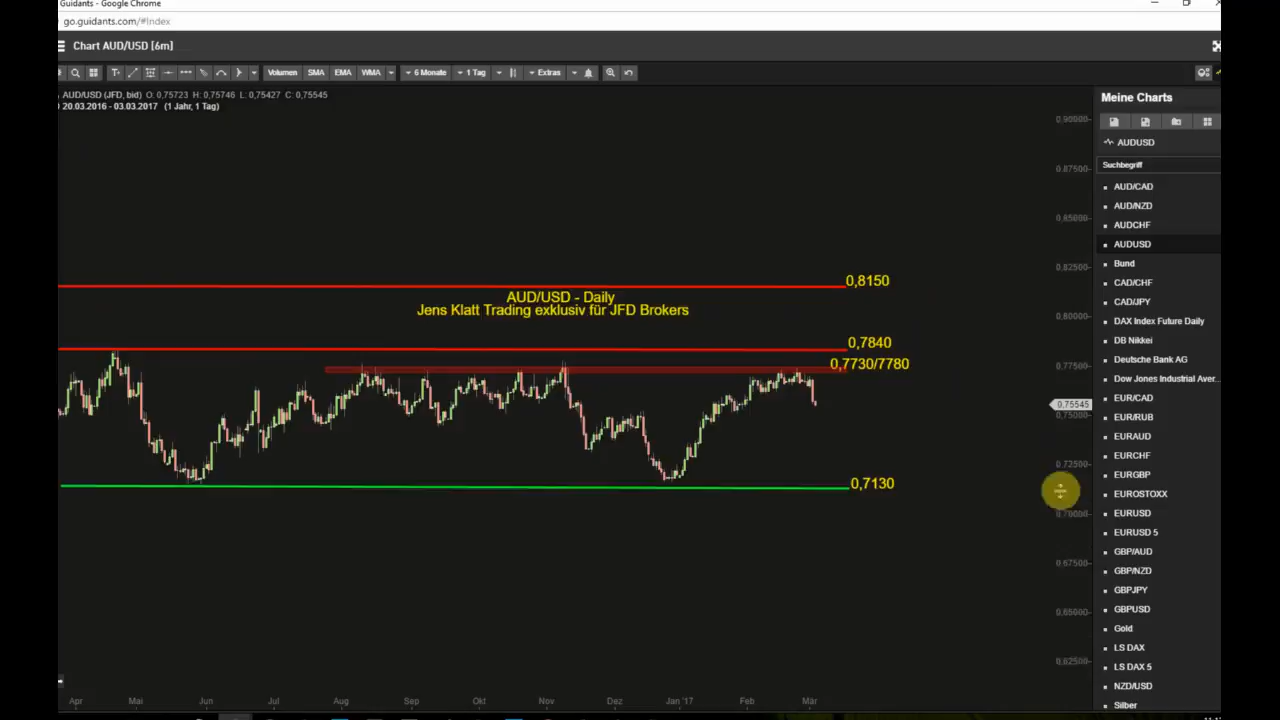 Guidants - Google Chrome
go.guidants.com/#Index
Chart AUD/USD [6m]
Volumen SMA EMA WMA 6 Monate 1 Tag Extras
AUD/USD (JFD, bid) O: 0,75723 H: 0,75746 L: 0,75427 C: 0,75545
20.03.2016 - 03.03.2017 (1 Jahr, 1 Tag)
0,90000
0,87500
0,85000
0,82500
0,80000
0,77500
0,75545
0,75000
0,72500
0,70000
0,67500
0,65000
0,62500
0,8150
AUD/USD - Daily
Jens Klatt Trading exklusiv für JFD Brokers
0,7840
0,7730/7780
0,7130
Apr Mai Jun Jul Aug Sep Okt Nov Dez Jan '17 Feb Mär
Meine Charts
AUDUSD
Suchbegriff
AUD/CAD
AUD/NZD
AUDCHF
AUDUSD
Bund
CAD/CHF
CAD/JPY
DAX Index Future Daily
DB Nikkei
Deutsche Bank AG
Dow Jones Industrial Aver...
EUR/CAD
EUR/RUB
EURAUD
EURCHF
EURGBP
EUROSTOXX
EURUSD
EURUSD 5
GBP/AUD
GBP/NZD
GBPJPY
GBPUSD
Gold
LS DAX
LS DAX 5
NZD/USD
Silber